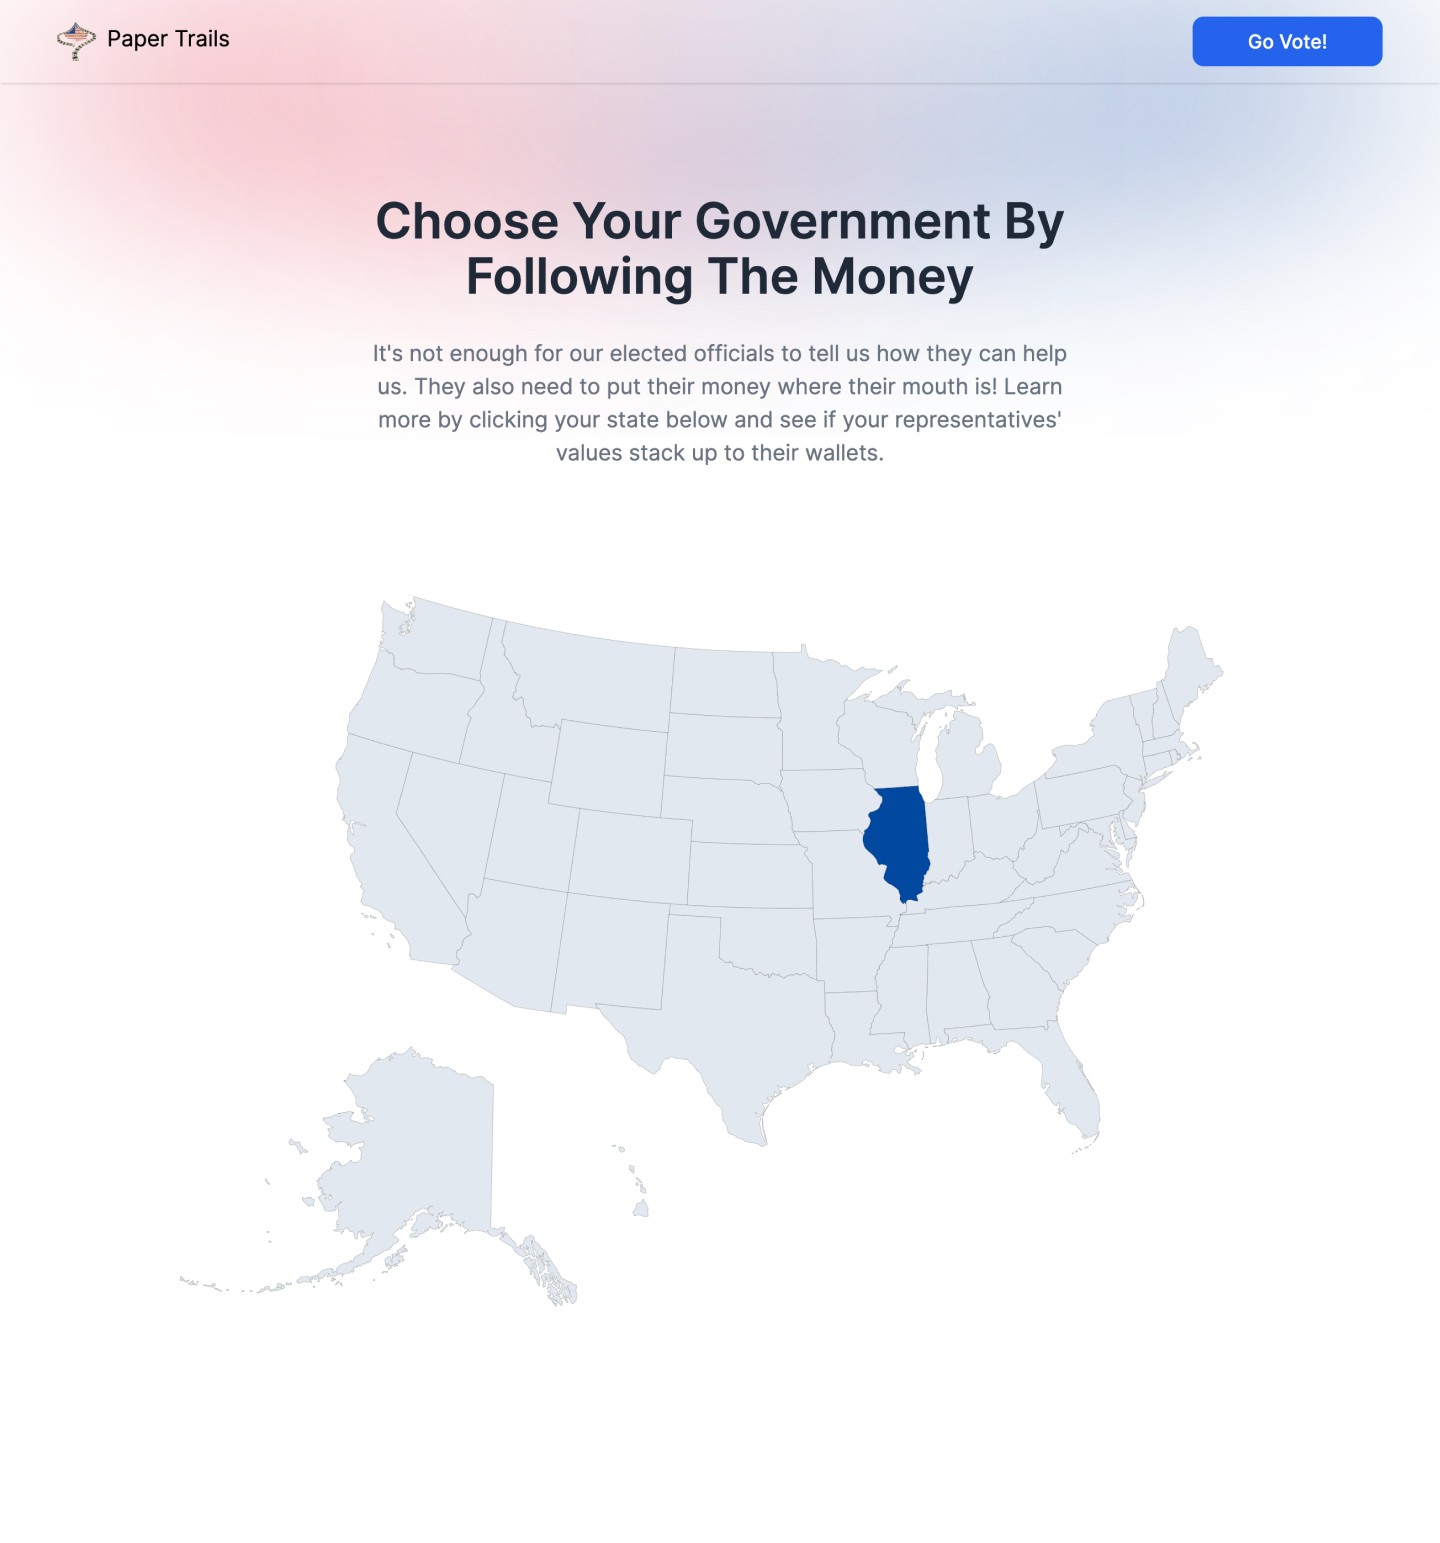 Paper Trails
Go Vote!
Choose Your Government By
Following The Money
It's not enough for our elected officials to tell us how they can help
us. They also need to put their money where their mouth is! Learn
more by clicking your state below and see if your representatives'
values stack up to their wallets.